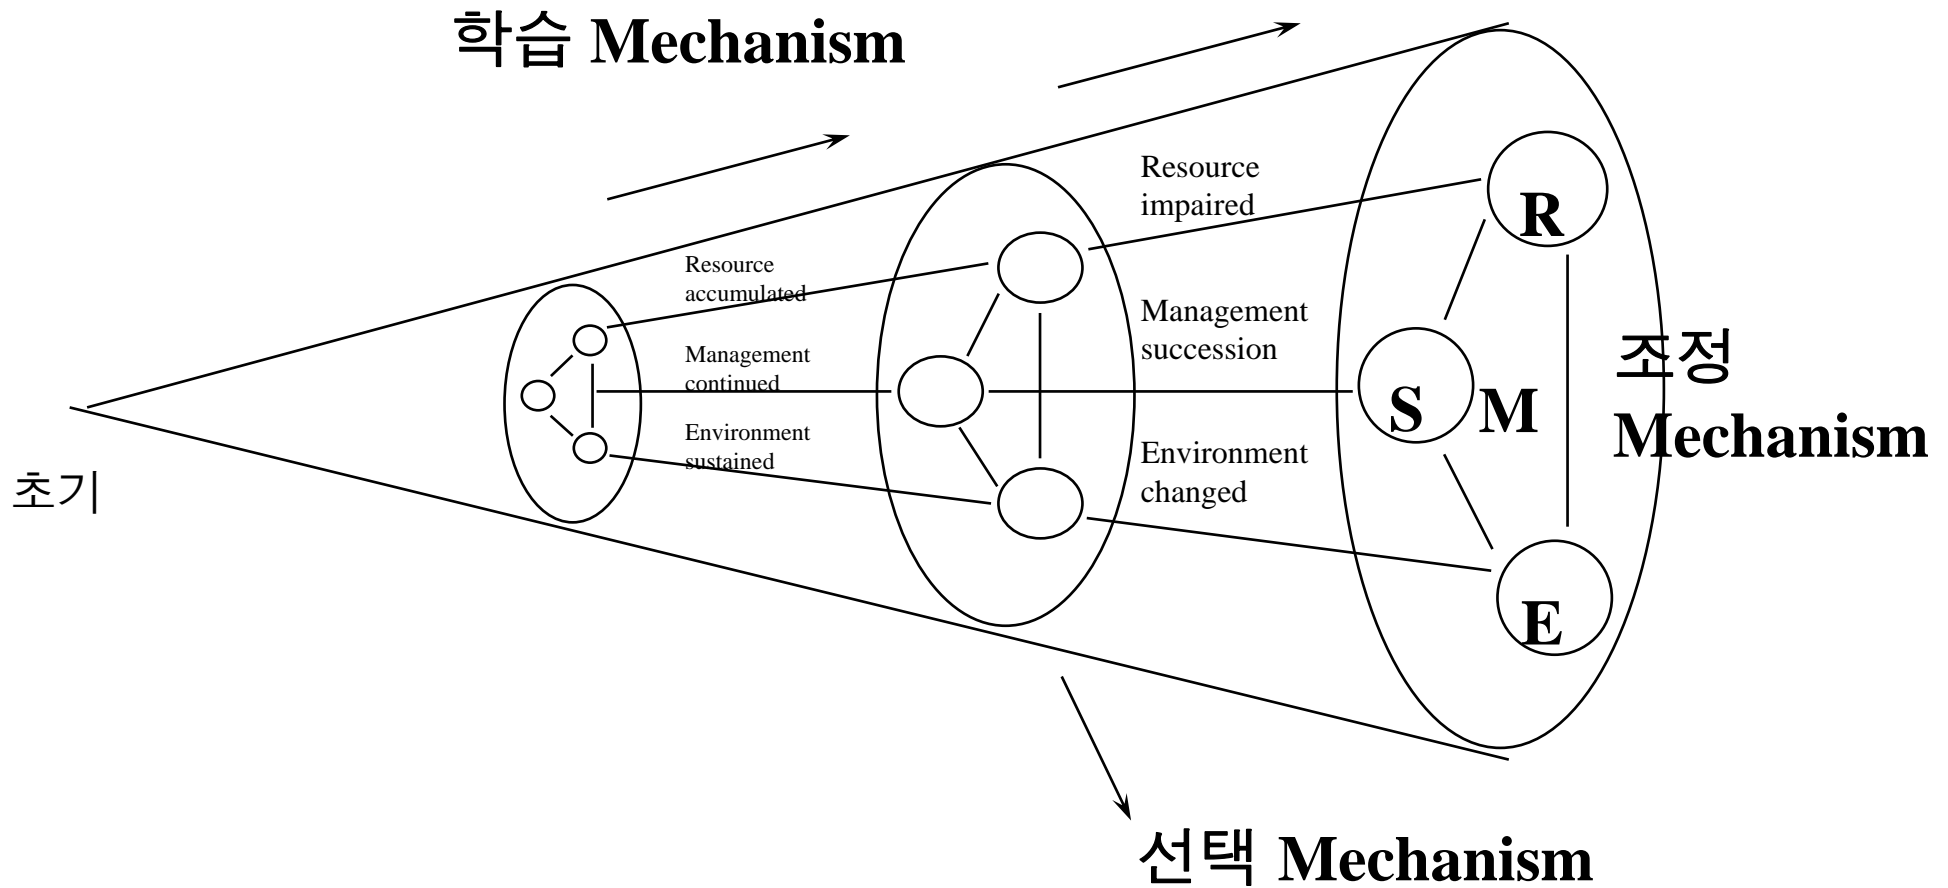 학습 Mechanism
Resource
impaired
Resource
accumulated
Management
continued
Environment
sustained
Management
succession
Environment
changed
R
S M
E
조정
Mechanism
초기
선택 Mechanism